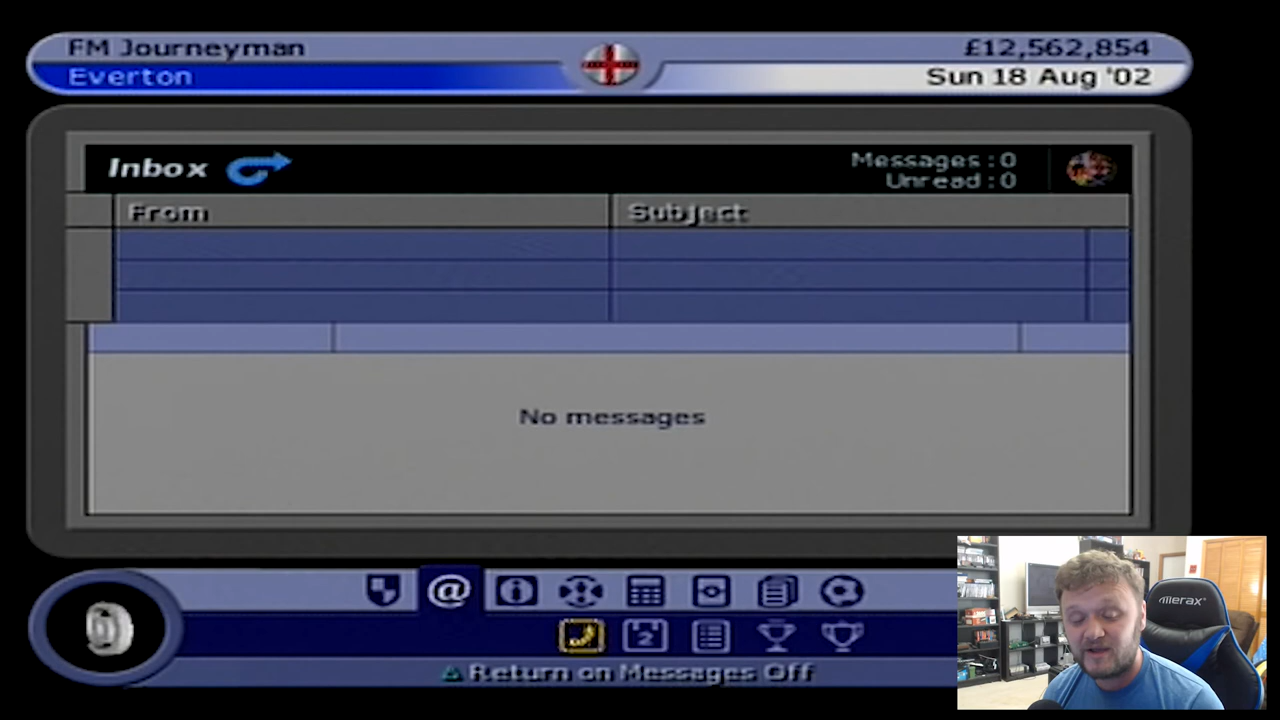 FM Journeyman
£12,562,854
Everton
Sun 18 Aug '02
Inbox
Messages :0
Unread :0
From
Subject
No messages
@
2
Return on Messages Off
merax